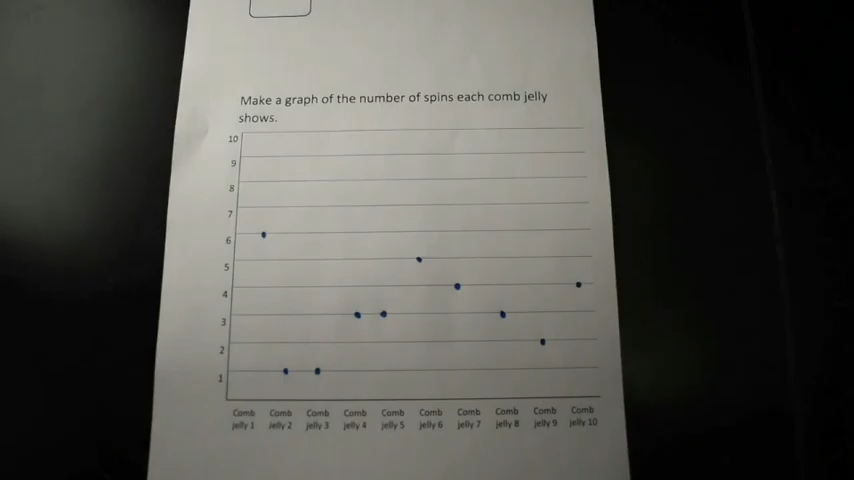 Make a graph of the number of spins each comb jelly
shows.
10
9
8
7
6
5
4
3
2
1
Comb jelly 1
Comb jelly 2
Comb jelly 3
Comb jelly 4
Comb jelly 5
Comb jelly 6
Comb jelly 7
Comb jelly 8
Comb jelly 9
Comb jelly 10